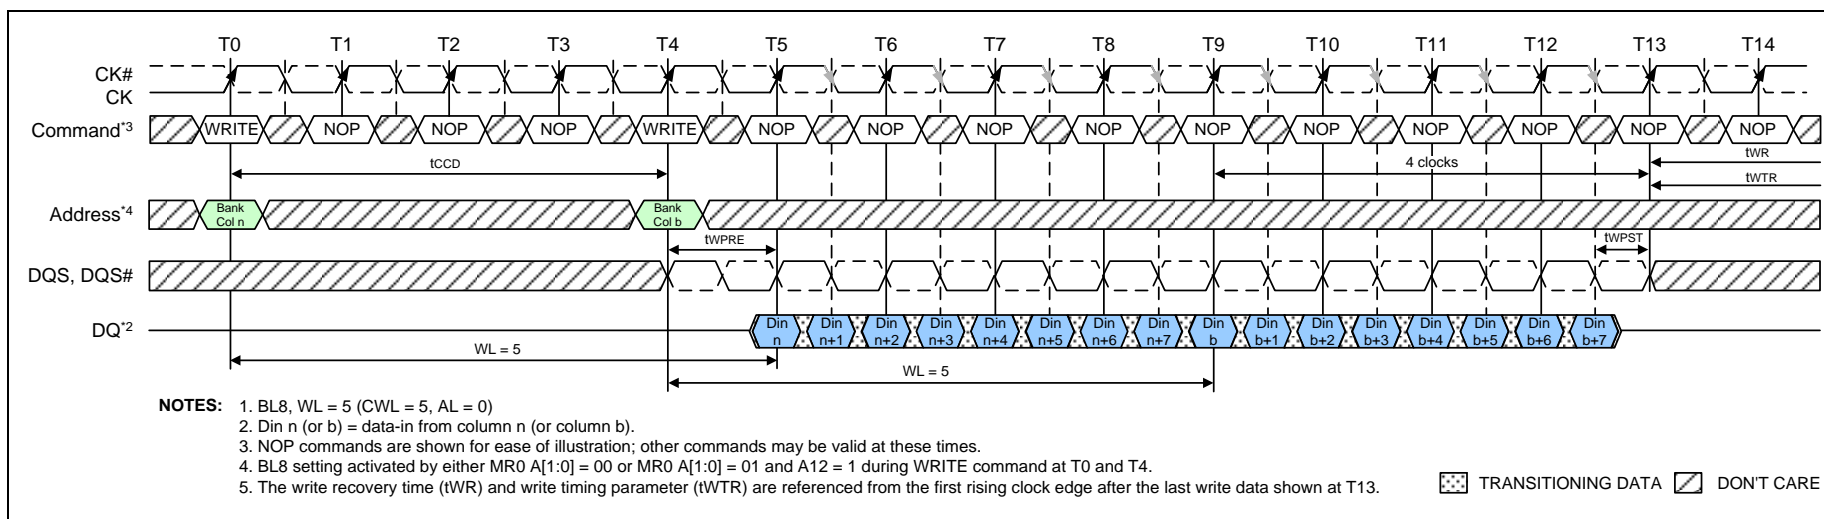 T0 T1 T2 T3 T4 T5 T6 T7 T8 T9 T10 T11 T12 T13 T14
CK#
CK
Command*3 WRITE NOP NOP NOP WRITE NOP NOP NOP NOP NOP NOP NOP NOP NOP NOP
tCCD 4 clocks tWR
tWTR
Address*4 Bank Col n Bank Col b
tWPRE tWPST
DQS, DQS#
DQ*2 Din n Din n+1 Din n+2 Din n+3 Din n+4 Din n+5 Din n+6 Din n+7 Din b Din b+1 Din b+2 Din b+3 Din b+4 Din b+5 Din b+6 Din b+7
WL = 5
WL = 5
NOTES: 1. BL8, WL = 5 (CWL = 5, AL = 0)
2. Din n (or b) = data-in from column n (or column b).
3. NOP commands are shown for ease of illustration; other commands may be valid at these times.
4. BL8 setting activated by either MR0 A[1:0] = 00 or MR0 A[1:0] = 01 and A12 = 1 during WRITE command at T0 and T4.
5. The write recovery time (tWR) and write timing parameter (tWTR) are referenced from the first rising clock edge after the last write data shown at T13.
TRANSITIONING DATA DON'T CARE